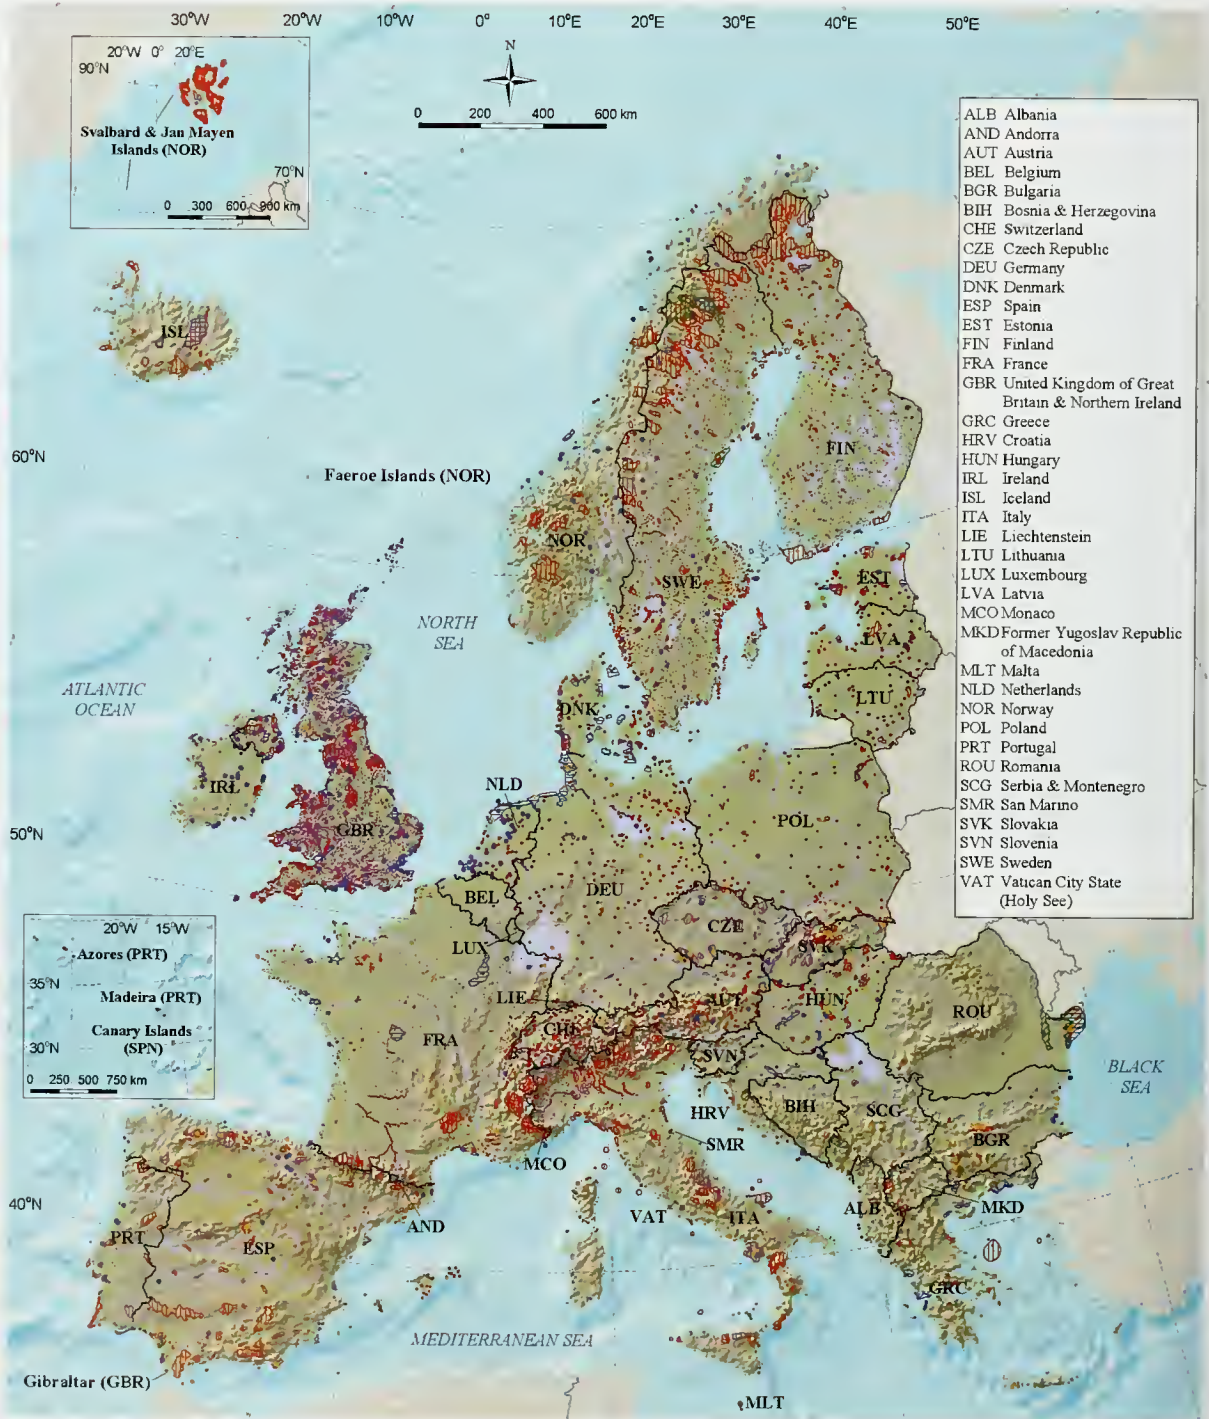 30°W 20°W 10°W 0° 10°E 20°E 30°E 40°E 50°E
20°W 0° 20°E
90°N
Svalbard & Jan Mayen
Islands (NOR)
70°N
0 300 600 900 km
N
0 200 400 600 km
ALB Albania
AND Andorra
AUT Austria
BEL Belgium
BGR Bulgaria
BIH Bosnia & Herzegovina
CHE Switzerland
CZE Czech Republic
DEU Germany
DNK Denmark
ESP Spain
EST Estonia
FIN Finland
FRA France
GBR United Kingdom of Great
Britain & Northern Ireland
GRC Greece
HRV Croatia
HUN Hungary
IRL Ireland
ISL Iceland
ITA Italy
LIE Liechtenstein
LTU Lithuania
LUX Luxembourg
LVA Latvia
MCO Monaco
MKD Former Yugoslav Republic
of Macedonia
MLT Malta
NLD Netherlands
NOR Norway
POL Poland
PRT Portugal
ROU Romania
SCG Serbia & Montenegro
SMR San Marino
SVK Slovakia
SVN Slovenia
SWE Sweden
VAT Vatican City State
(Holy See)
ISL
60°N
Faeroe Islands (NOR)
FIN
NOR
SWE
EST
NORTH
SEA
LVA
ATLANTIC
OCEAN
LTU
DNK
IRL
NLD
GBR
POL
50°N
BEL
DEU
CZE
LUX
SVK
20°W 15°W
Azores (PRT)
35°N
Madeira (PRT)
Canary Islands
(SPN)
30°N
0 250 500 750 km
LIE
AUT
HUN
ROU
CHE
FRA
SVN
BLACK
SEA
HRV
BIH
SCG
SMR
BGR
MCO
40°N
AND
VAT
ITA
ALB
MKD
PRT
ESP
GRC
MEDITERRANEAN SEA
Gibraltar (GBR)
MLT